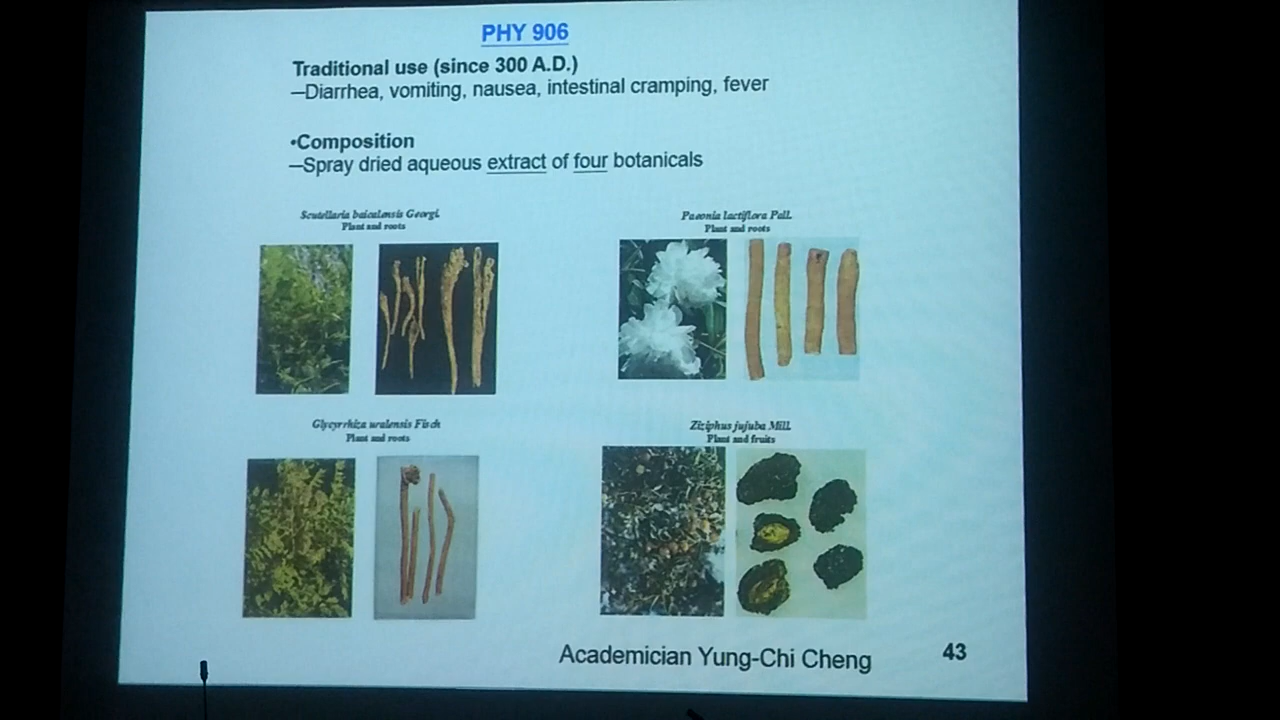 PHY 906
Traditional use (since 300 A.D.)
–Diarrhea, vomiting, nausea, intestinal cramping, fever
•Composition
–Spray dried aqueous extract of four botanicals
Scutellaria baicalensis Georgi.
Plant and roots
Paeonia lactiflora Pall.
Plant and roots
Glycyrrhiza uralensis Fisch
Plant and roots
Ziziphus jujuba Mill.
Plant and fruits
Academician Yung-Chi Cheng
43